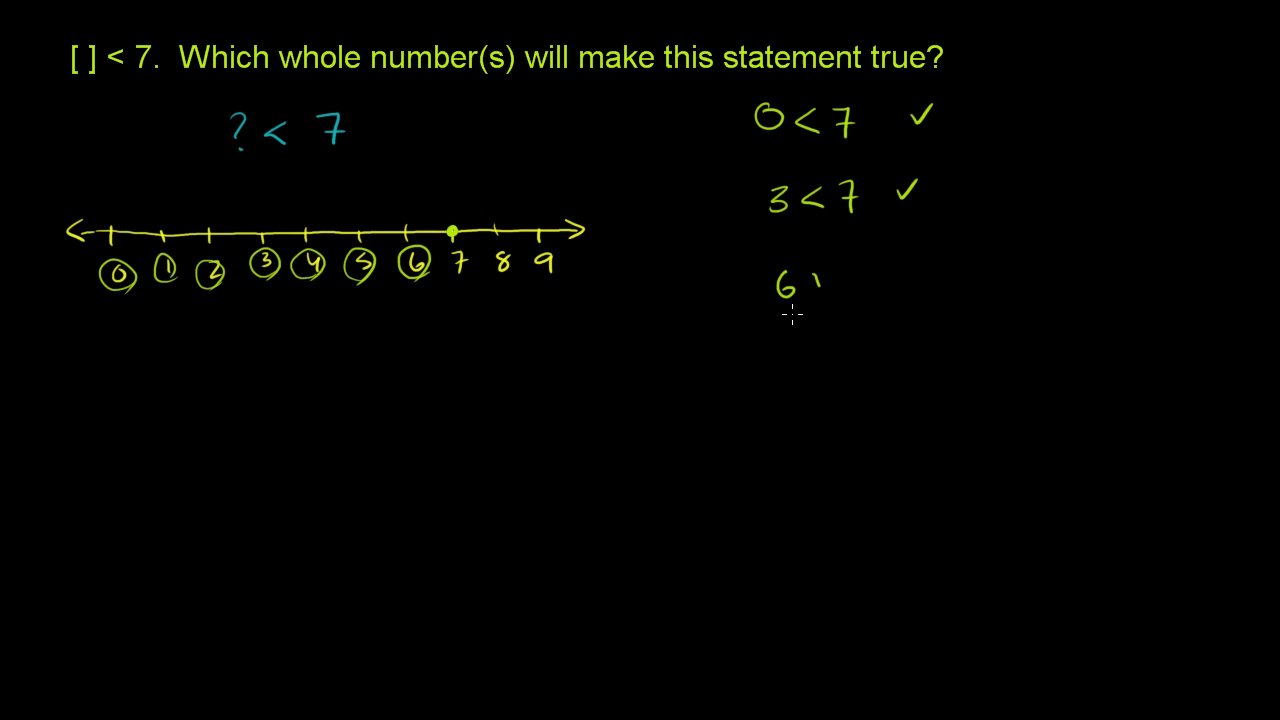 [ ] < 7.  Which whole number(s) will make this statement true?
? < 7
0 < 7 ✓
3 < 7 ✓
0 1 2 3 4 5 6 7 8 9
6